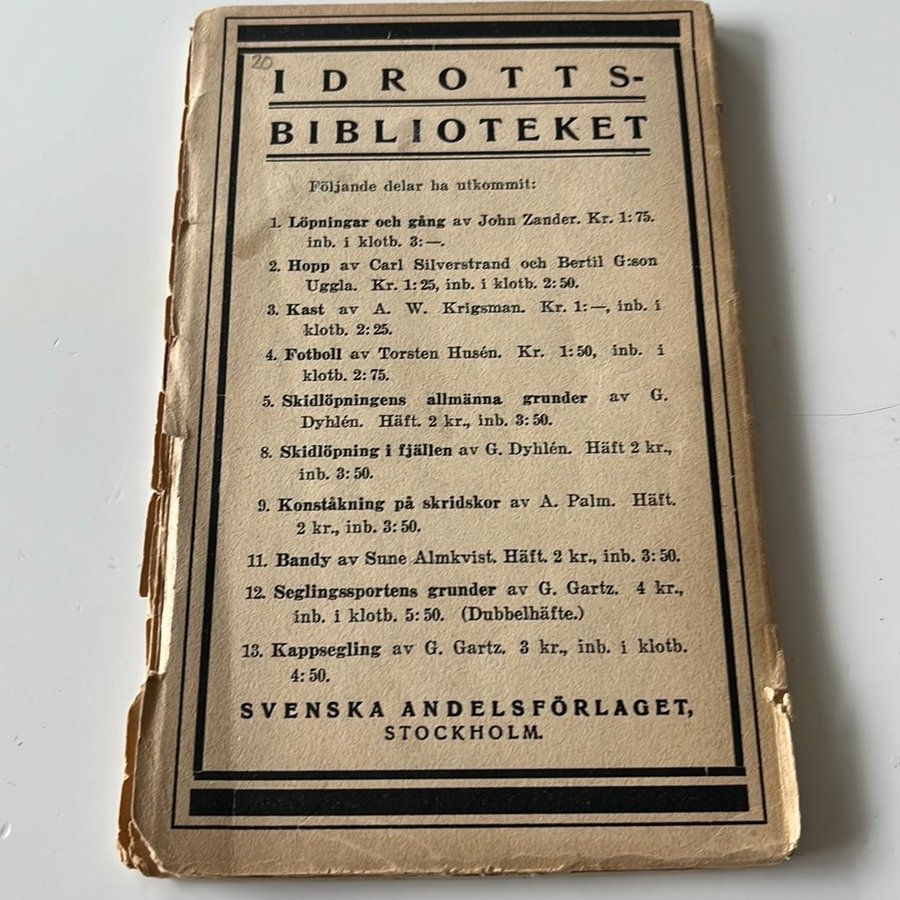 20
IDROTTS-
BIBLIOTEKET
Följande delar ha utkommit:
1. Löpningar och gång av John Zander. Kr. 1:75.
inb. i klotb. 3:—.
2. Hopp av Carl Silverstrand och Bertil G:son
Uggla. Kr. 1:25, inb. i klotb. 2:50.
3. Kast av A. W. Krigsman. Kr. 1:—, inb. i
klotb. 2:25.
4. Fotboll av Torsten Husén. Kr. 1:50, inb. i
klotb. 2:75.
5. Skidlöpningens allmänna grunder av G.
Dyhlén. Häft. 2 kr., inb. 3:50.
8. Skidlöpning i fjällen av G. Dyhlén. Häft 2 kr.,
inb. 3:50.
9. Konståkning på skridskor av A. Palm. Häft.
2 kr., inb. 3:50.
11. Bandy av Sune Almkvist. Häft. 2 kr., inb. 3:50.
12. Seglingssportens grunder av G. Gartz. 4 kr.,
inb. i klotb. 5:50. (Dubbelhäfte.)
13. Kappsegling av G. Gartz. 3 kr., inb. i klotb.
4:50.
SVENSKA ANDELSFÖRLAGET,
STOCKHOLM.